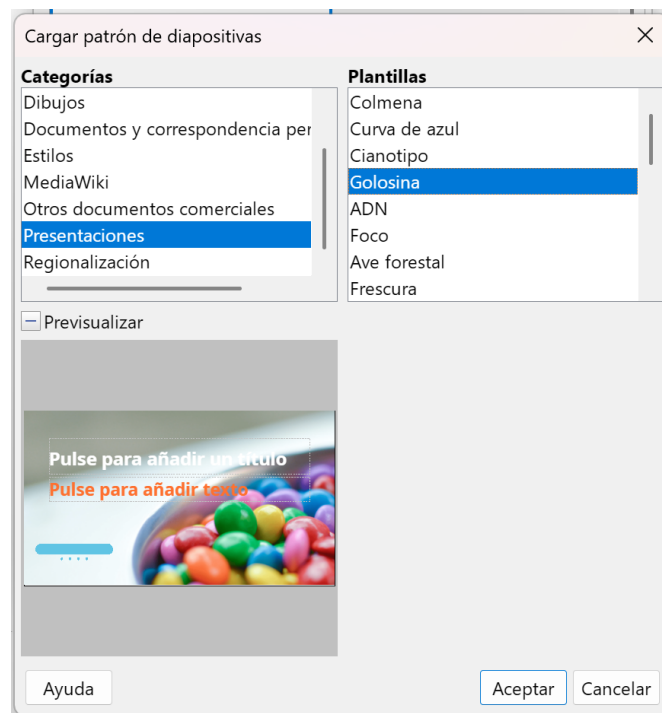 Cargar patrón de diapositivas
Categorías
Dibujos
Documentos y correspondencia per
Estilos
MediaWiki
Otros documentos comerciales
Presentaciones
Regionalización
Plantillas
Colmena
Curva de azul
Cianotipo
Golosina
ADN
Foco
Ave forestal
Frescura
Previsualizar
Pulse para añadir un título
Pulse para añadir texto
Ayuda
Aceptar
Cancelar